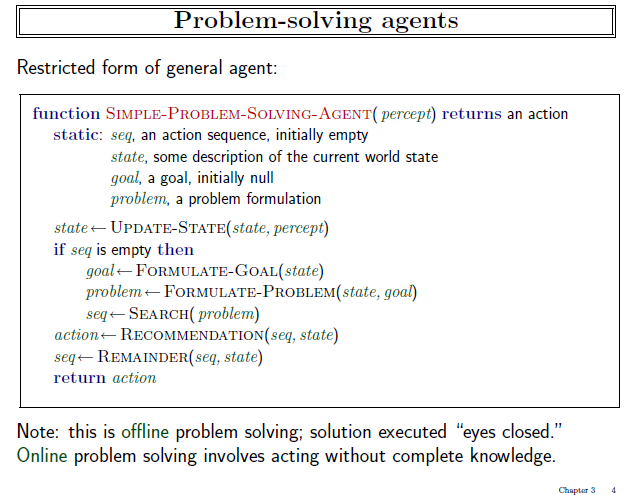 Problem-solving agents
Restricted form of general agent:
function SIMPLE-PROBLEM-SOLVING-AGENT( percept) returns an action
static: seq, an action sequence, initially empty
state, some description of the current world state
goal, a goal, initially null
problem, a problem formulation
state ← UPDATE-STATE(state, percept)
if seq is empty then
goal ← FORMULATE-GOAL(state)
problem ← FORMULATE-PROBLEM(state, goal)
seq ← SEARCH( problem)
action ← RECOMMENDATION(seq, state)
seq ← REMAINDER(seq, state)
return action
Note: this is offline problem solving; solution executed “eyes closed.”
Online problem solving involves acting without complete knowledge.
Chapter 3 4